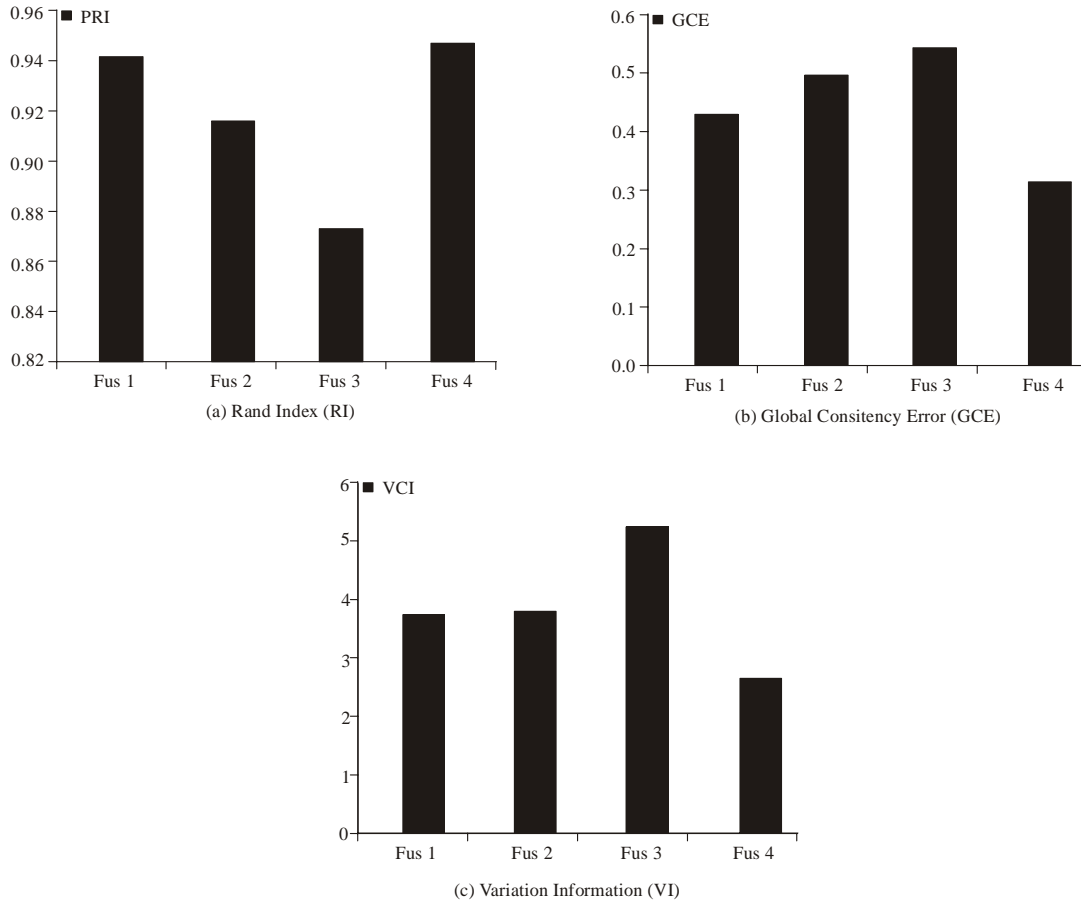 PRI
0.96
0.94
0.92
0.90
0.88
0.86
0.84
0.82
Fus 1 Fus 2 Fus 3 Fus 4
(a) Rand Index (RI)
GCE
0.6
0.5
0.4
0.3
0.2
0.1
0.0
Fus 1 Fus 2 Fus 3 Fus 4
(b) Global Consitency Error (GCE)
VCI
6
5
4
3
2
1
0
Fus 1 Fus 2 Fus 3 Fus 4
(c) Variation Information (VI)